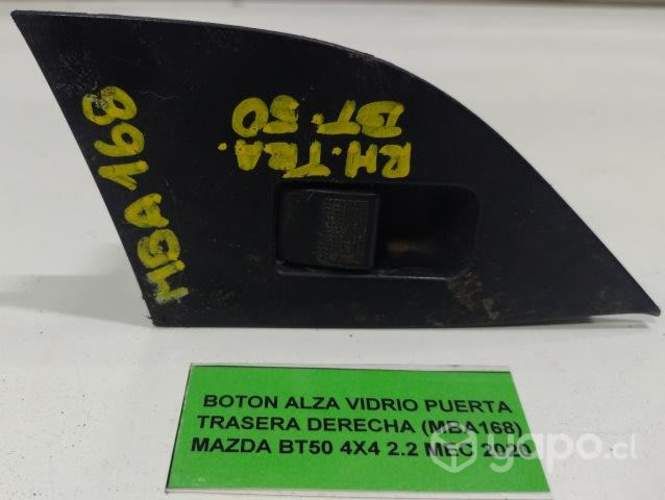 MBA168
RH.TRA.
BT.50
BOTON ALZA VIDRIO PUERTA
TRASERA DERECHA (MBA168)
MAZDA BT50 4X4 2.2 MEC 2020
yapo.cl